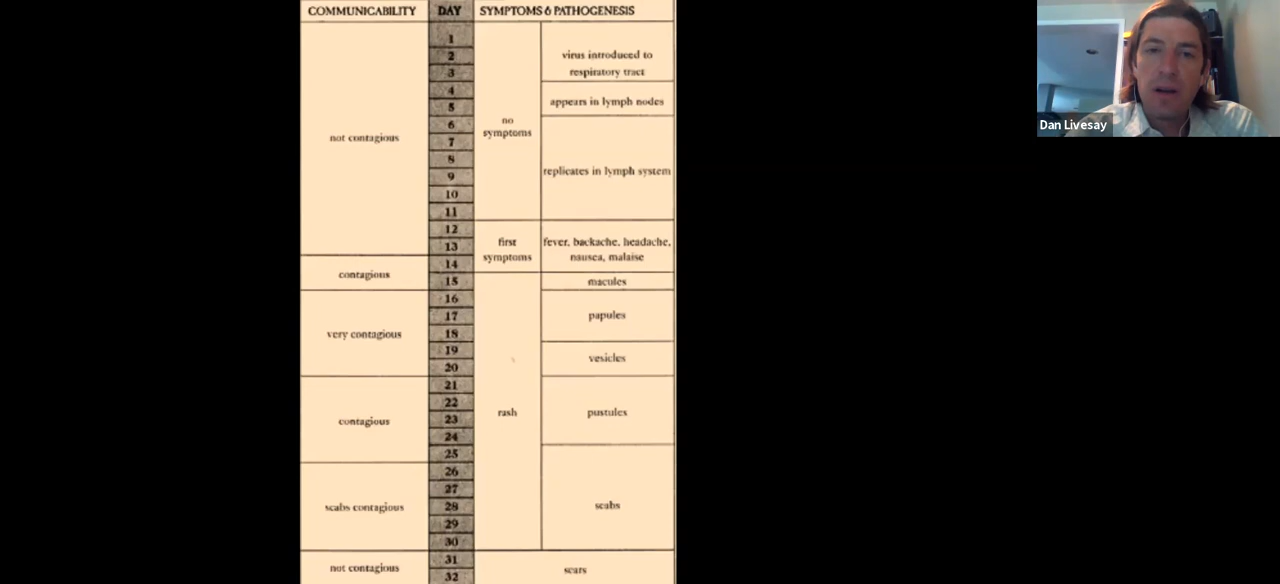 COMMUNICABILITY DAY SYMPTOMS & PATHOGENESIS
1
2
3
4
5
6
7
8
9
10
11
12
13
14
15
16
17
18
19
20
21
22
23
24
25
26
27
28
29
30
31
32
not contagious
contagious
very contagious
contagious
scabs contagious
not contagious
no
symptoms
first
symptoms
rash
virus introduced to
respiratory tract
appears in lymph nodes
replicates in lymph system
fever, backache, headache,
nausea, malaise
macules
papules
vesicles
pustules
scabs
scars
Dan Livesay